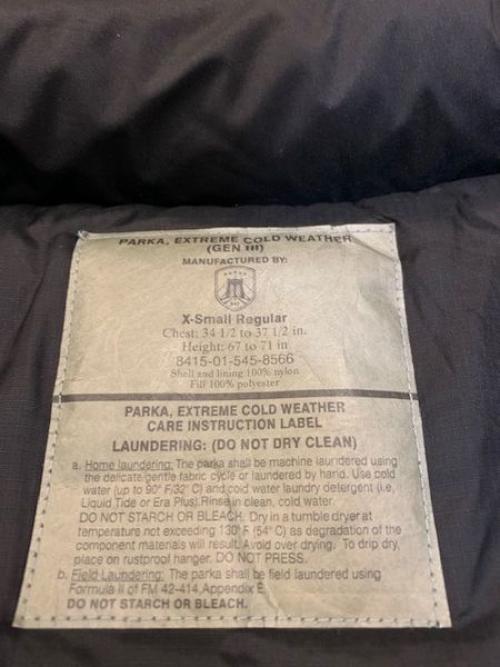 PARKA, EXTREME COLD WEATHER
(GEN III)
MANUFACTURED BY:
X-Small Regular
Chest: 34 1/2 to 37 1/2 in.
Height: 67 to 71 in
8415-01-545-8566
Shell and lining 100% nylon
Fill 100% polyester
PARKA, EXTREME COLD WEATHER
CARE INSTRUCTION LABEL
LAUNDERING: (DO NOT DRY CLEAN)
a. Home laundering: The parka shall be machine laundered using
the delicate/gentle fabric cycle or laundered by hand. Use cold
water (up to 90° F/32° C) and cold water laundry detergent (i.e.
Liquid Tide or Era Plus) Rinse in clean, cold water.
DO NOT STARCH OR BLEACH. Dry in a tumble dryer at
temperature not exceeding 130° F (54° C) as degradation of the
component materials will result. Avoid over drying. To drip dry,
place on rustproof hanger. DO NOT PRESS.
b. Field Laundering: The parka shall be field laundered using
Formula II of FM 42-414 Appendix E
DO NOT STARCH OR BLEACH.